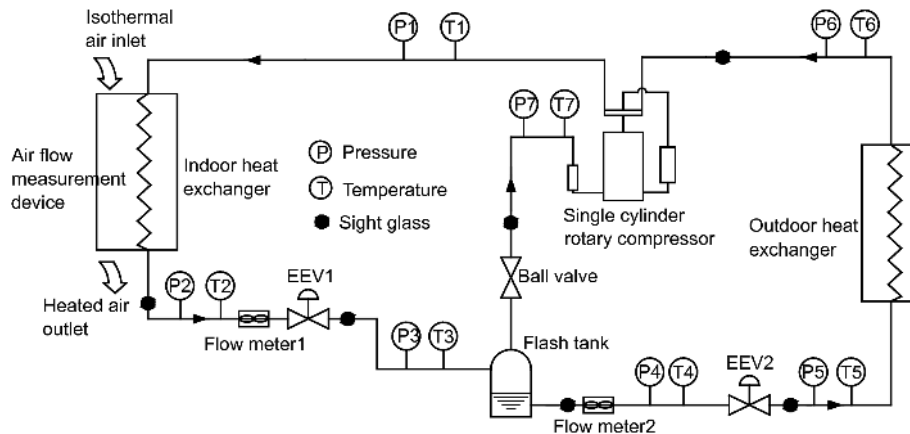 Isothermal
air inlet
P1
T1
P6
T6
P7
T7
Air flow
measurement
device
Indoor heat
exchanger
P Pressure
T Temperature
Sight glass
Single cylinder
rotary compressor
Outdoor heat
exchanger
Heated air
outlet
P2
T2
EEV1
Flow meter1
Ball valve
P3
T3
Flash tank
P4
T4
EEV2
P5
T5
Flow meter2